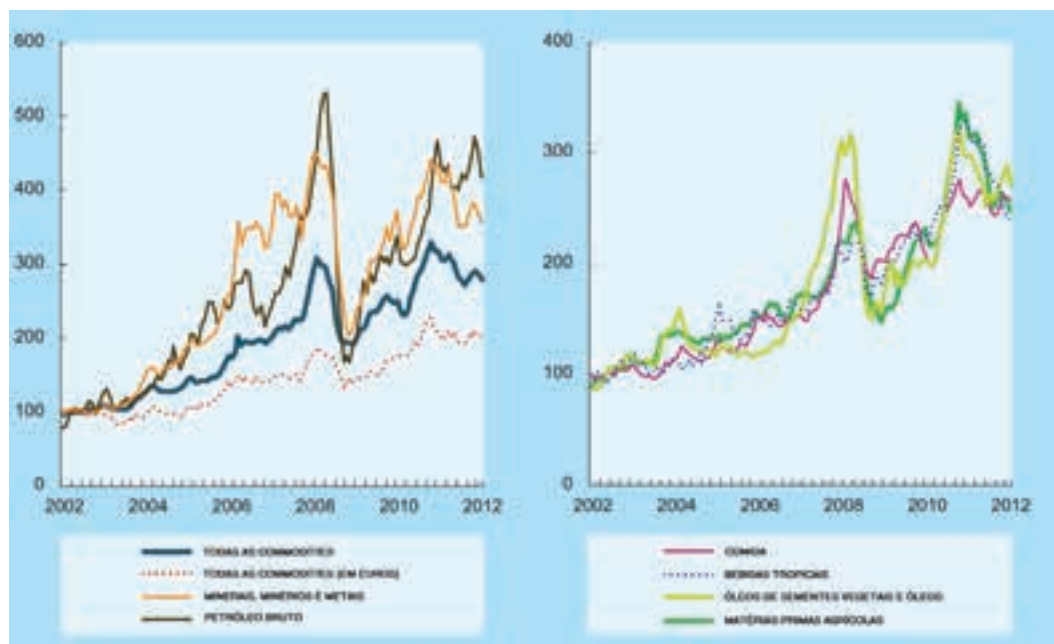 600
500
400
300
200
100
0
2002 2004 2006 2008 2010 2012
TODAS AS COMMODITIES
TODAS AS COMMODITIES (EM EUROS)
MINERAIS, MINÉRIOS E METAIS
PETRÓLEO BRUTO
400
300
200
100
0
2002 2004 2006 2008 2010 2012
COMIDA
BEBIDAS TROPICAIS
ÓLEOS DE SEMENTES VEGETAIS E ÓLEOS
MATÉRIAS PRIMAS AGRÍCOLAS